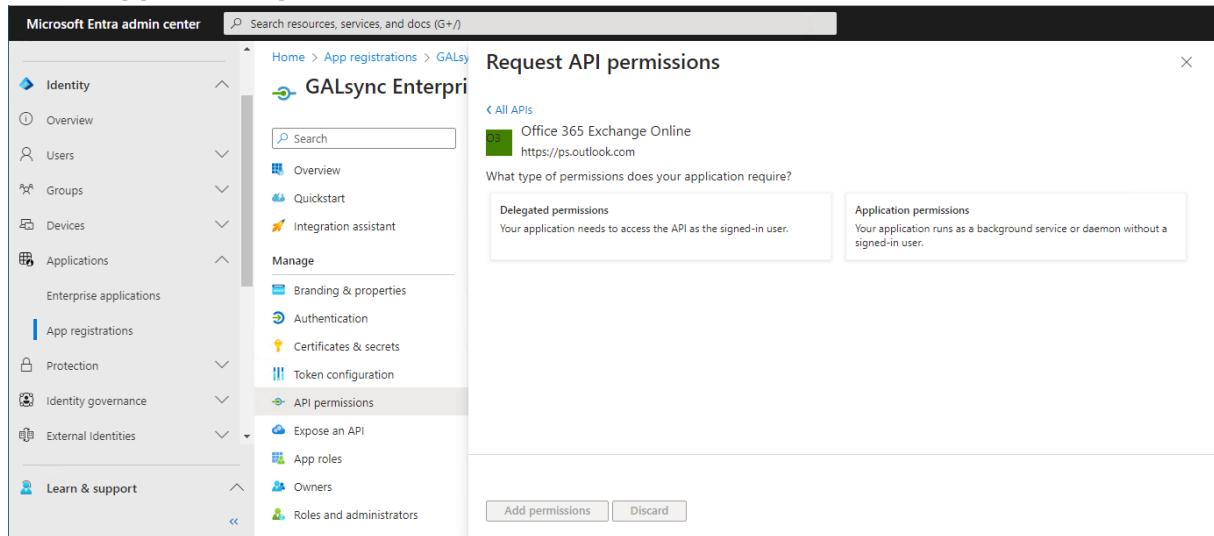 Microsoft Entra admin center
Search resources, services, and docs (G+/)
Identity
Overview
Users
Groups
Devices
Applications
Enterprise applications
App registrations
Protection
Identity governance
External Identities
Learn & support
«
Home > App registrations > GALsy
GALsync Enterpri
Search
Overview
Quickstart
Integration assistant
Manage
Branding & properties
Authentication
Certificates & secrets
Token configuration
API permissions
Expose an API
App roles
Owners
Roles and administrators
Request API permissions
All APIs
O3
Office 365 Exchange Online
https://ps.outlook.com
What type of permissions does your application require?
Delegated permissions
Your application needs to access the API as the signed-in user.
Application permissions
Your application runs as a background service or daemon without a
signed-in user.
Add permissions
Discard